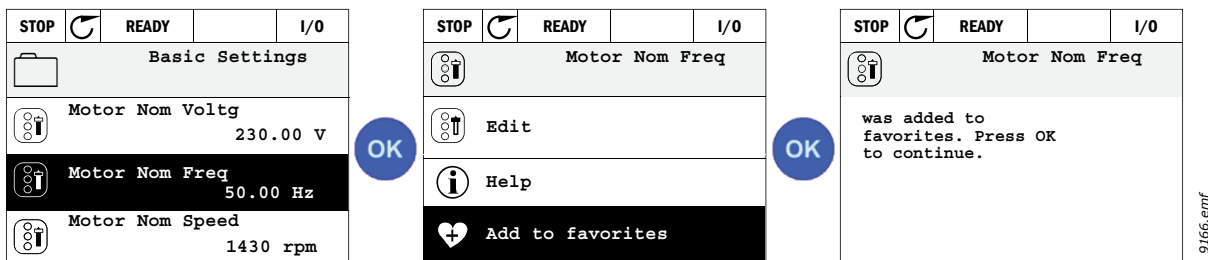 STOP READY I/O
Basic Settings
Motor Nom Voltg
230.00 V
Motor Nom Freq
50.00 Hz
Motor Nom Speed
1430 rpm
OK
STOP READY I/O
Motor Nom Freq
Edit
Help
Add to favorites
OK
STOP READY I/O
Motor Nom Freq
was added to
favorites. Press OK
to continue.
9166.emf